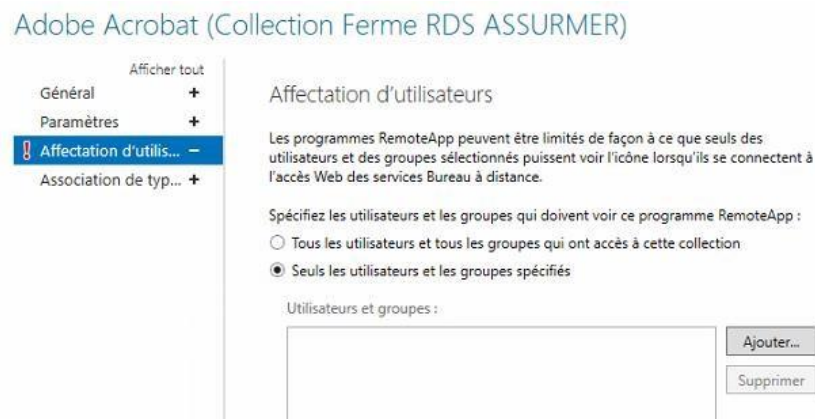 Adobe Acrobat (Collection Ferme RDS ASSURMER)
Afficher tout
Général +
Paramètres +
Affectation d'utilis... −
Association de typ... +
Affectation d'utilisateurs
Les programmes RemoteApp peuvent être limités de façon à ce que seuls des
utilisateurs et des groupes sélectionnés puissent voir l'icône lorsqu'ils se connectent à
l'accès Web des services Bureau à distance.
Spécifiez les utilisateurs et les groupes qui doivent voir ce programme RemoteApp :
Tous les utilisateurs et tous les groupes qui ont accès à cette collection
Seuls les utilisateurs et les groupes spécifiés
Utilisateurs et groupes :
Ajouter...
Supprimer